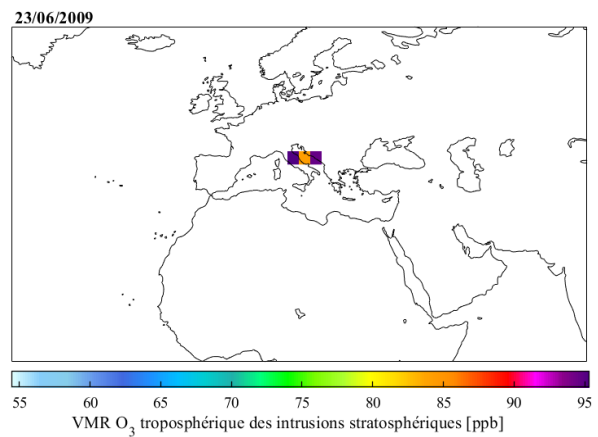 23/06/2009
55 60 65 70 75 80 85 90 95
VMR O3 troposphérique des intrusions stratosphériques [ppb]